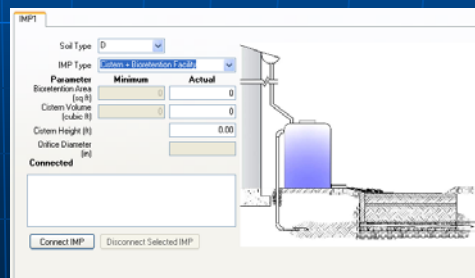 IMP1
Soil Type D
IMP Type Cistern + Bioretention Facility
Parameter Minimum Actual
Bioretention Area
(sq ft) 0 0
Cistern Volume
(cubic ft) 0 0
Cistern Height (ft) 0.00
Orifice Diameter
(in)
Connected
Connect IMP Disconnect Selected IMP